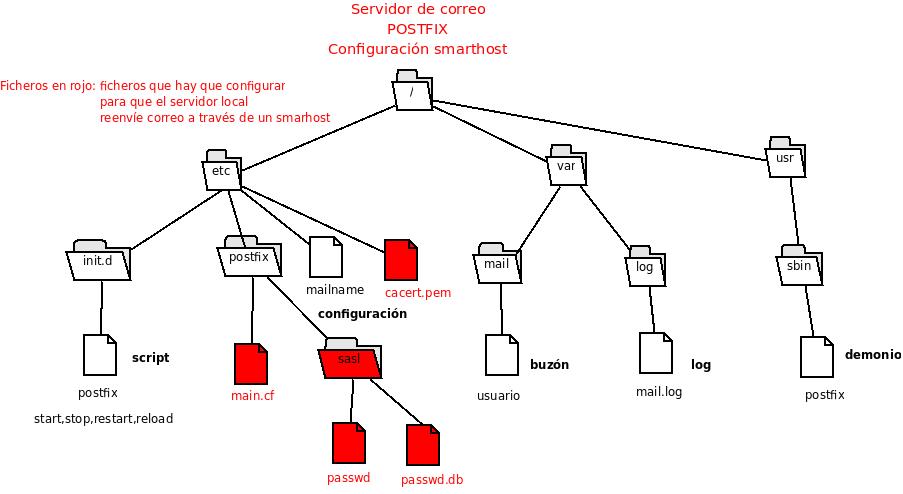 Servidor de correo
POSTFIX
Configuración smarthost
Ficheros en rojo: ficheros que hay que configurar
para que el servidor local
reenvíe correo a través de un smarhost
/
etc
var
usr
init.d
postfix
mailname
cacert.pem
mail
log
sbin
configuración
script
postfix
start,stop,restart,reload
main.cf
sasl
passwd
passwd.db
buzón
usuario
log
mail.log
demonio
postfix